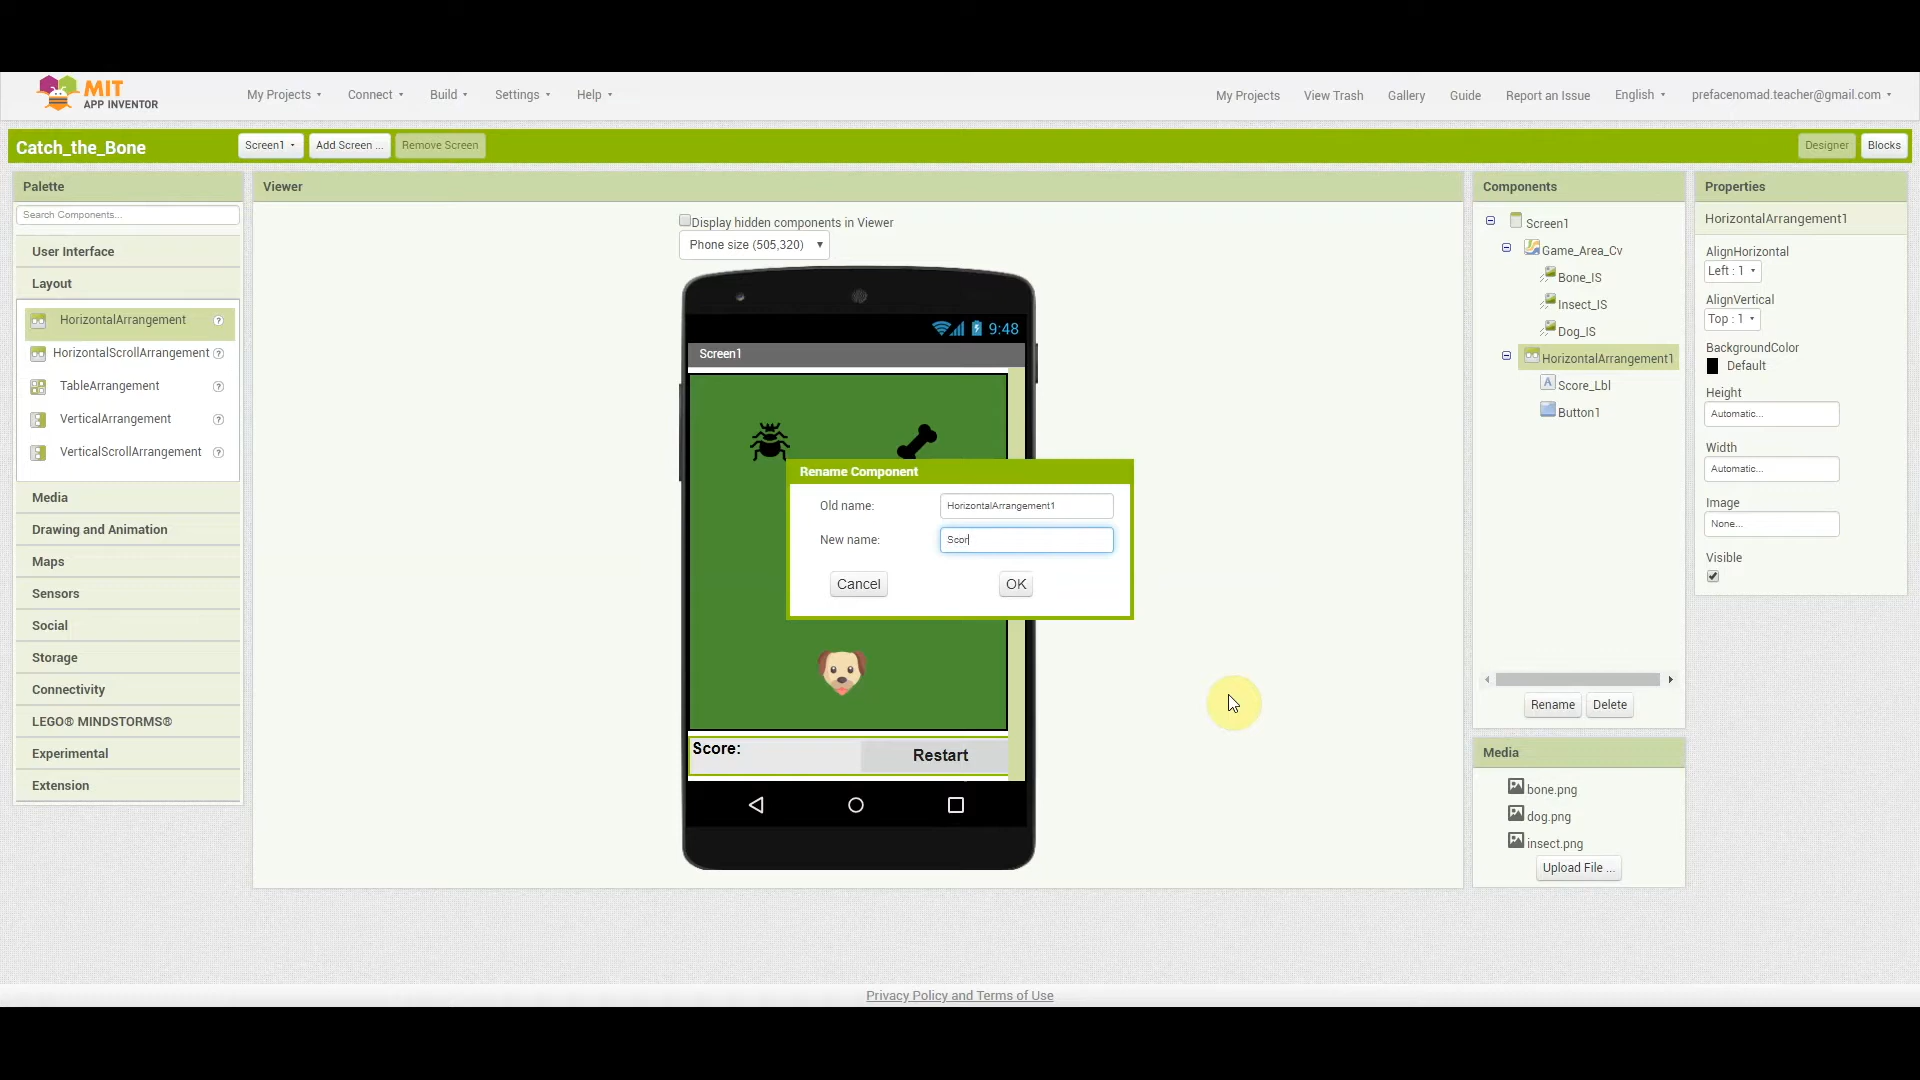 MIT
APP INVENTOR
My Projects
Connect
Build
Settings
Help
My Projects
View Trash
Gallery
Guide
Report an Issue
English
prefacenomad.teacher@gmail.com
Catch_the_Bone
Screen1
Add Screen ...
Remove Screen
Designer
Blocks
Palette
Search Components...
User Interface
Layout
HorizontalArrangement
HorizontalScrollArrangement
TableArrangement
VerticalArrangement
VerticalScrollArrangement
Media
Drawing and Animation
Maps
Sensors
Social
Storage
Connectivity
LEGO® MINDSTORMS®
Experimental
Extension
Viewer
Display hidden components in Viewer
Phone size (505,320)
9:48
Screen1
Rename Component
Old name:
HorizontalArrangement1
New name:
Scor
Cancel
OK
Score:
Restart
Components
Screen1
Game_Area_Cv
Bone_IS
Insect_IS
Dog_IS
HorizontalArrangement1
A
Score_Lbl
Button1
Rename
Delete
Media
bone.png
dog.png
insect.png
Upload File ...
Properties
HorizontalArrangement1
AlignHorizontal
Left : 1
AlignVertical
Top : 1
BackgroundColor
Default
Height
Automatic...
Width
Automatic...
Image
None...
Visible
Privacy Policy and Terms of Use